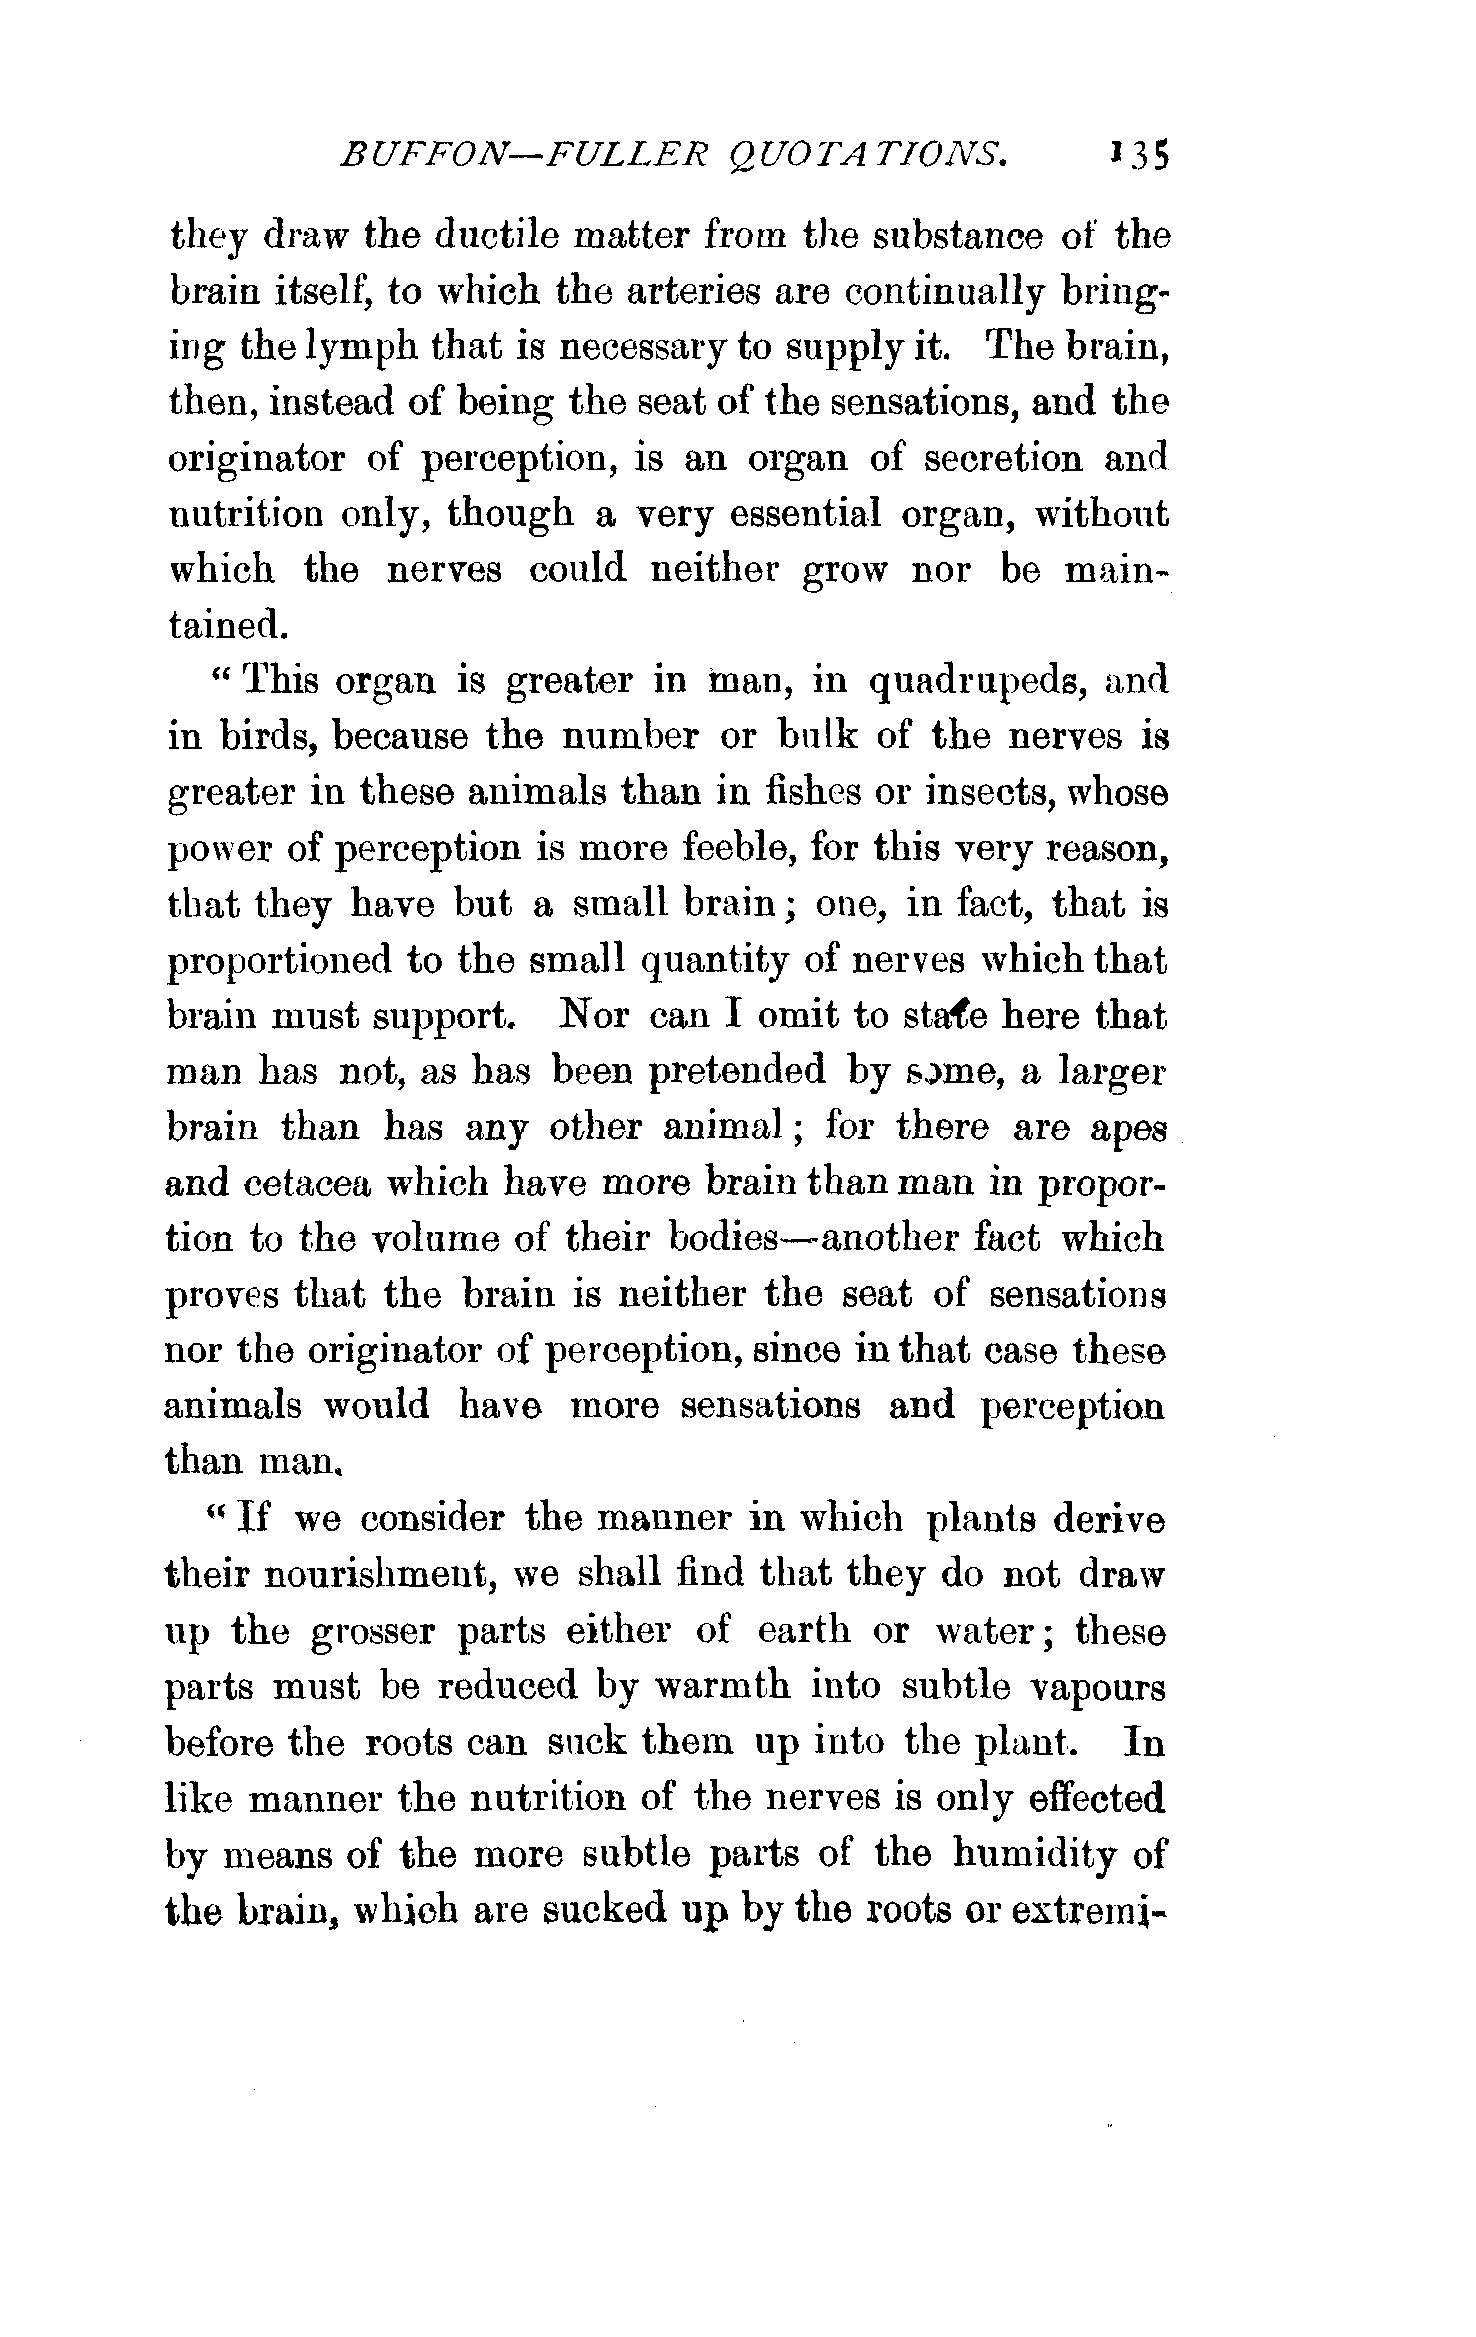 BUFFON—FULLER QUOTATIONS. 135
they draw the ductile matter from the substance of the
brain itself, to which the arteries are continually bring-
ing the lymph that is necessary to supply it. The brain,
then, instead of being the seat of the sensations, and the
originator of perception, is an organ of secretion and
nutrition only, though a very essential organ, without
which the nerves could neither grow nor be main-
tained.
“ This organ is greater in man, in quadrupeds, and
in birds, because the number or bulk of the nerves is
greater in these animals than in fishes or insects, whose
power of perception is more feeble, for this very reason,
that they have but a small brain ; one, in fact, that is
proportioned to the small quantity of nerves which that
brain must support. Nor can I omit to state here that
man has not, as has been pretended by some, a larger
brain than has any other animal ; for there are apes
and cetacea which have more brain than man in propor-
tion to the volume of their bodies—another fact which
proves that the brain is neither the seat of sensations
nor the originator of perception, since in that case these
animals would have more sensations and perception
than man.
“ If we consider the manner in which plants derive
their nourishment, we shall find that they do not draw
up the grosser parts either of earth or water ; these
parts must be reduced by warmth into subtle vapours
before the roots can suck them up into the plant. In
like manner the nutrition of the nerves is only effected
by means of the more subtle parts of the humidity of
the brain, which are sucked up by the roots or extremi-